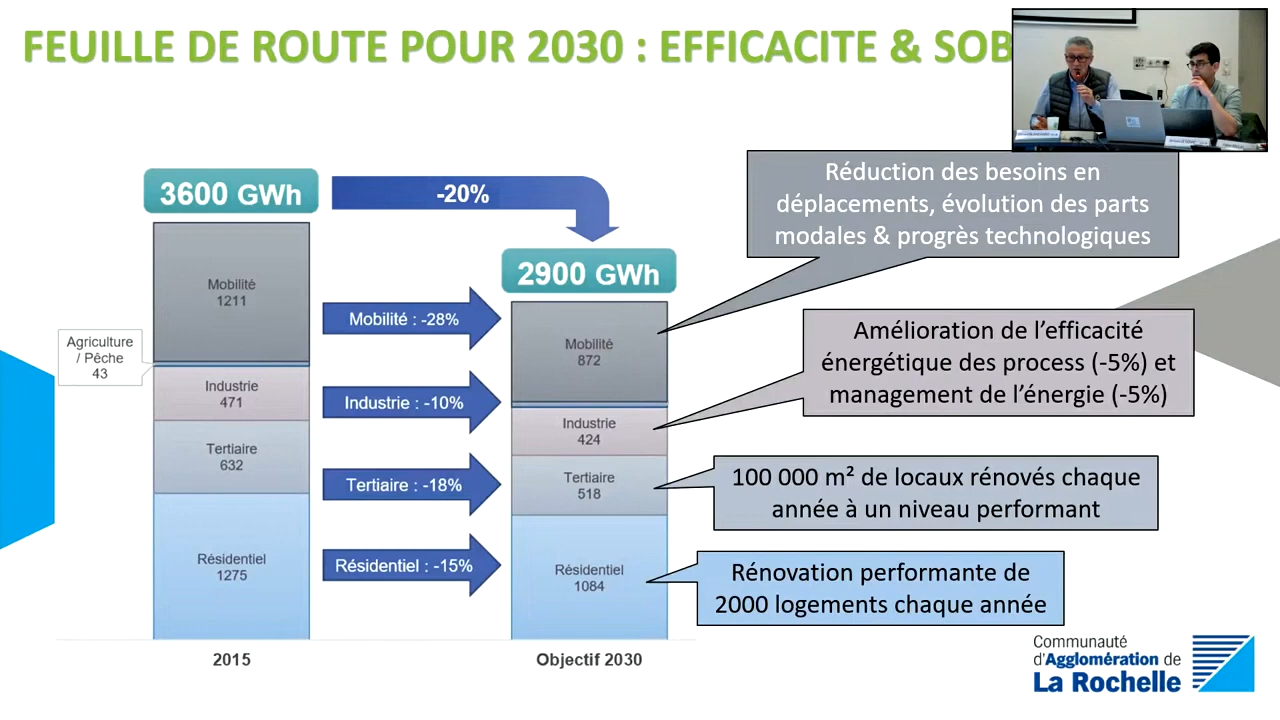 FEUILLE DE ROUTE POUR 2030 : EFFICACITE & SOB
3600 GWh
-20%
2900 GWh
Réduction des besoins en
déplacements, évolution des parts
modales & progrès technologiques
Mobilité
1211
Mobilité : -28%
Mobilité
872
Agriculture
/ Pêche
43
Amélioration de l'efficacité
énergétique des process (-5%) et
management de l'énergie (-5%)
Industrie
471
Industrie : -10%
Industrie
424
Tertiaire
632
Tertiaire : -18%
Tertiaire
518
100 000 m² de locaux rénovés chaque
année à un niveau performant
Résidentiel
1275
Résidentiel : -15%
Résidentiel
1084
Rénovation performante de
2000 logements chaque année
2015
Objectif 2030
Communauté
d'Agglomération de
La Rochelle